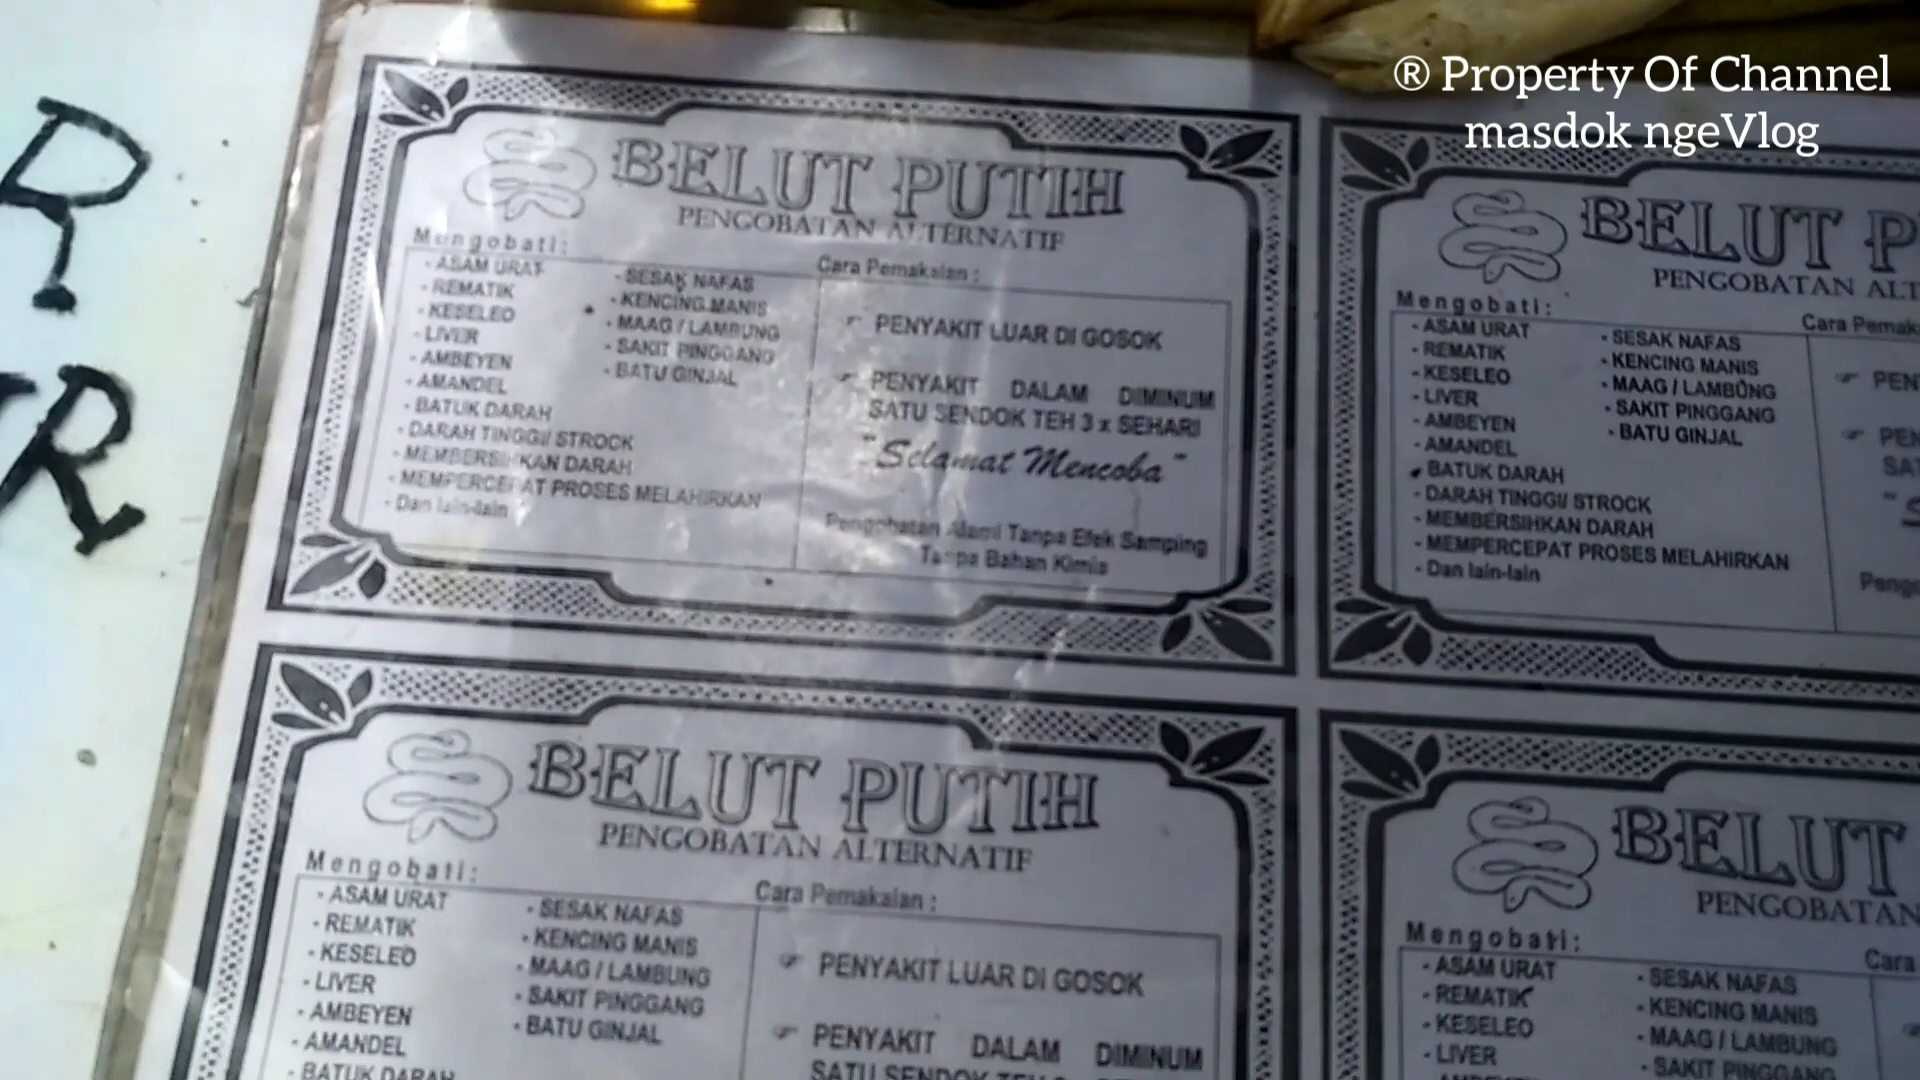 ® Property Of Channel
masdok ngeVlog
R
R
BELUT PUTIH
PENGOBATAN ALTERNATIF
Mengobati:
- ASAM URAT
- REMATIK
- KESELEO
- LIVER
- AMBEYEN
- AMANDEL
- BATUK DARAH
- DARAH TINGGI/ STROCK
- MEMBERSIHKAN DARAH
- MEMPERCEPAT PROSES MELAHIRKAN
- Dan lain-lain
- SESAK NAFAS
- KENCING MANIS
- MAAG / LAMBUNG
- SAKIT PINGGANG
- BATU GINJAL
Cara Pemakaian :
☞ PENYAKIT LUAR DI GOSOK
☞ PENYAKIT DALAM DIMINUM
SATU SENDOK TEH 3 x SEHARI
"Selamat Mencoba"
Pengobatan Alami Tanpa Efek Samping
Tanpa Bahan Kimia
BELUT P
PENGOBATAN ALT
Mengobati:
- ASAM URAT
- REMATIK
- KESELEO
- LIVER
- AMBEYEN
- AMANDEL
- BATUK DARAH
- DARAH TINGGI/ STROCK
- MEMBERSIHKAN DARAH
- MEMPERCEPAT PROSES MELAHIRKAN
- Dan lain-lain
- SESAK NAFAS
- KENCING MANIS
- MAAG / LAMBUNG
- SAKIT PINGGANG
- BATU GINJAL
Cara Pemak
☞ PEN
☞ PEN
SA
Peng
BELUT PUTIH
PENGOBATAN ALTERNATIF
Mengobati:
- ASAM URAT
- REMATIK
- KESELEO
- LIVER
- AMBEYEN
- AMANDEL
- BATUK DARAH
- SESAK NAFAS
- KENCING MANIS
- MAAG / LAMBUNG
- SAKIT PINGGANG
- BATU GINJAL
Cara Pemakaian :
☞ PENYAKIT LUAR DI GOSOK
☞ PENYAKIT DALAM DIMINUM
SATU SENDOK TEH
BELUT
PENGOBATAN
Mengobati:
- ASAM URAT
- REMATIK
- KESELEO
- LIVER
- SESAK NAFAS
- KENCING MANIS
- MAAG / LAMBUNG
- SAKIT PINGGANG
Cara